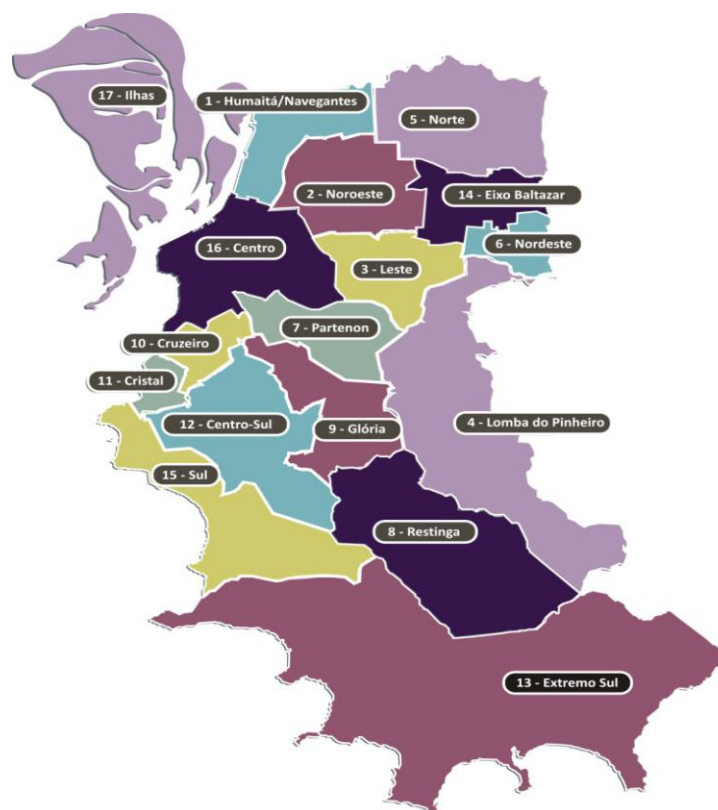 17 - Ilhas
1 - Humaitá/Navegantes
5 - Norte
2 - Noroeste
14 - Eixo Baltazar
16 - Centro
6 - Nordeste
3 - Leste
7 - Partenon
10 - Cruzeiro
11 - Cristal
12 - Centro-Sul
9 - Glória
4 - Lomba do Pinheiro
15 - Sul
8 - Restinga
13 - Extremo Sul